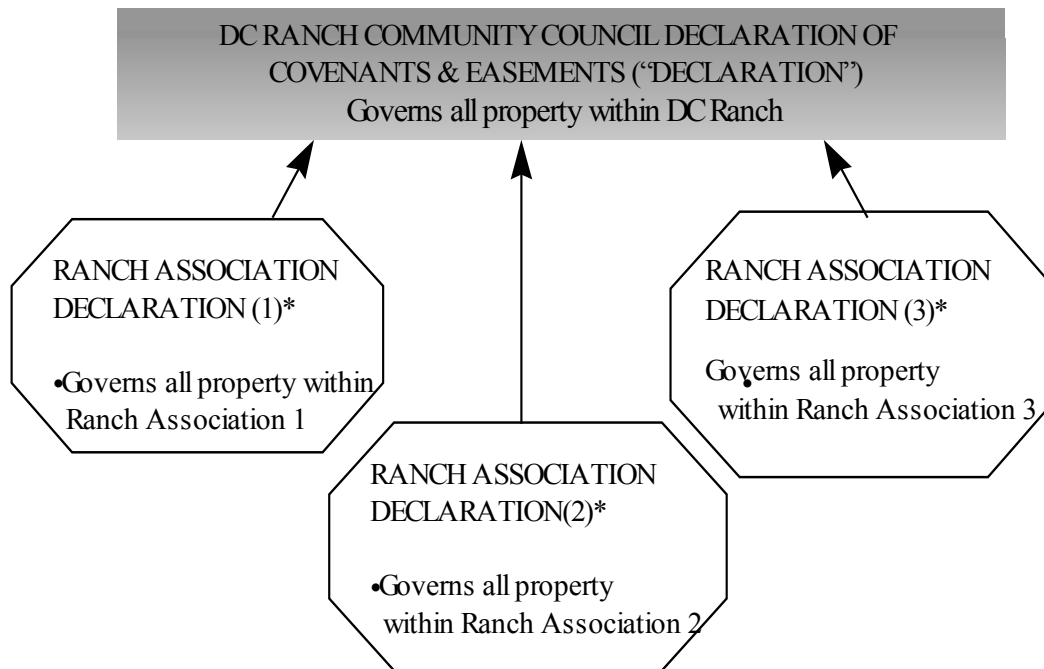 DC RANCH COMMUNITY COUNCIL DECLARATION OF
COVENANTS & EASEMENTS (“DECLARATION”)
Governs all property within DC Ranch
RANCH ASSOCIATION
DECLARATION (1)*
•Governs all property within
Ranch Association 1
RANCH ASSOCIATION
DECLARATION(2)*
•Governs all property
within Ranch Association 2
RANCH ASSOCIATION
DECLARATION (3)*
•Governs all property
within Ranch Association 3